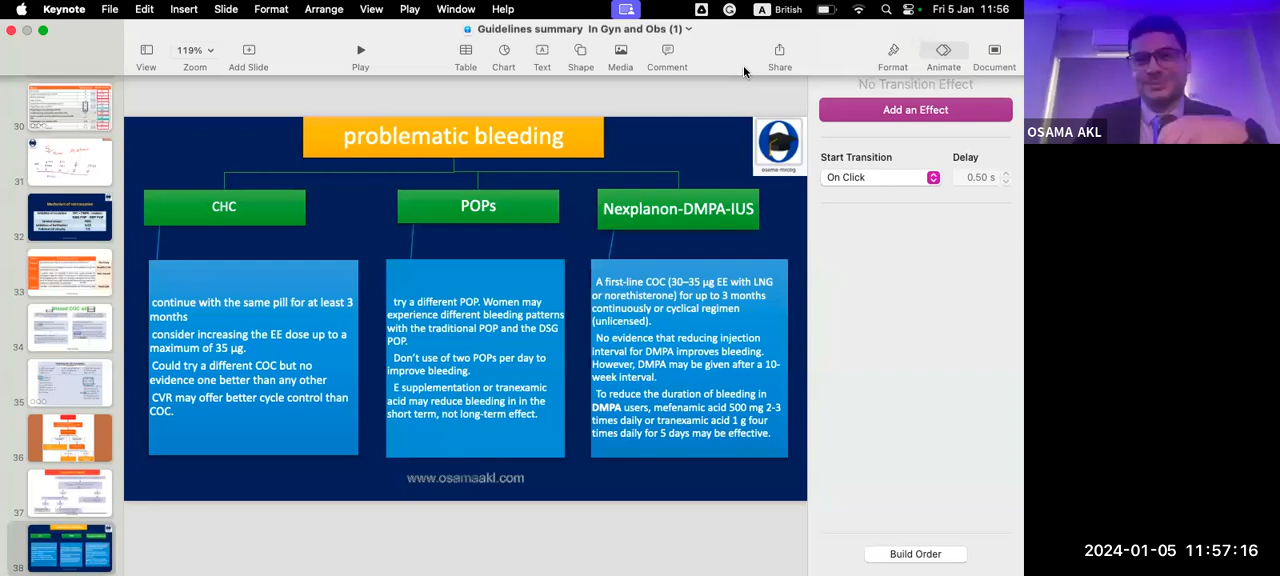 Keynote File Edit Insert Slide Format Arrange View Play Window Help A British Fri 5 Jan 11:56
Guidelines summary In Gyn and Obs (1)
119%
View Zoom Add Slide Play Table Chart Text Shape Media Comment Share Format Animate Document
No Transition Effect
Add an Effect
Start Transition Delay
On Click 0.50 s
OSAMA AKL
problematic bleeding
osama-mrcog
CHC
continue with the same pill for at least 3
months
consider increasing the EE dose up to a
maximum of 35 µg.
Could try a different COC but no
evidence one better than any other
CVR may offer better cycle control than
COC.
POPs
try a different POP. Women may
experience different bleeding patterns
with the traditional POP and the DSG
POP.
Don't use of two POPs per day to
improve bleeding.
E supplementation or tranexamic
acid may reduce bleeding in in the
short term, not long-term effect.
Nexplanon-DMPA-IUS
A first-line COC (30–35 µg EE with LNG
or norethisterone) for up to 3 months
continuously or cyclical regimen
(unlicensed).
No evidence that reducing injection
interval for DMPA improves bleeding.
However, DMPA may be given after a 10-
week interval.
To reduce the duration of bleeding in
DMPA users, mefenamic acid 500 mg 2-3
times daily or tranexamic acid 1 g four
times daily for 5 days may be effective.
www.osamaakl.com
30
31
32
33
34
35
36
37
38
Build Order
2024-01-05 11:57:16